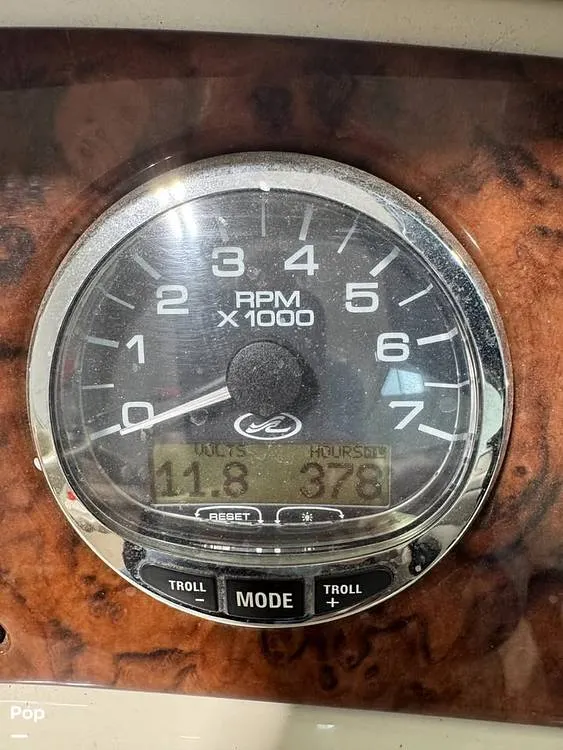 3 4
2 5
RPM
X 1000
1 6
0 7
VOLTS HOURS
11.8 378
RESET
TROLL
-
MODE
TROLL
+
Pop